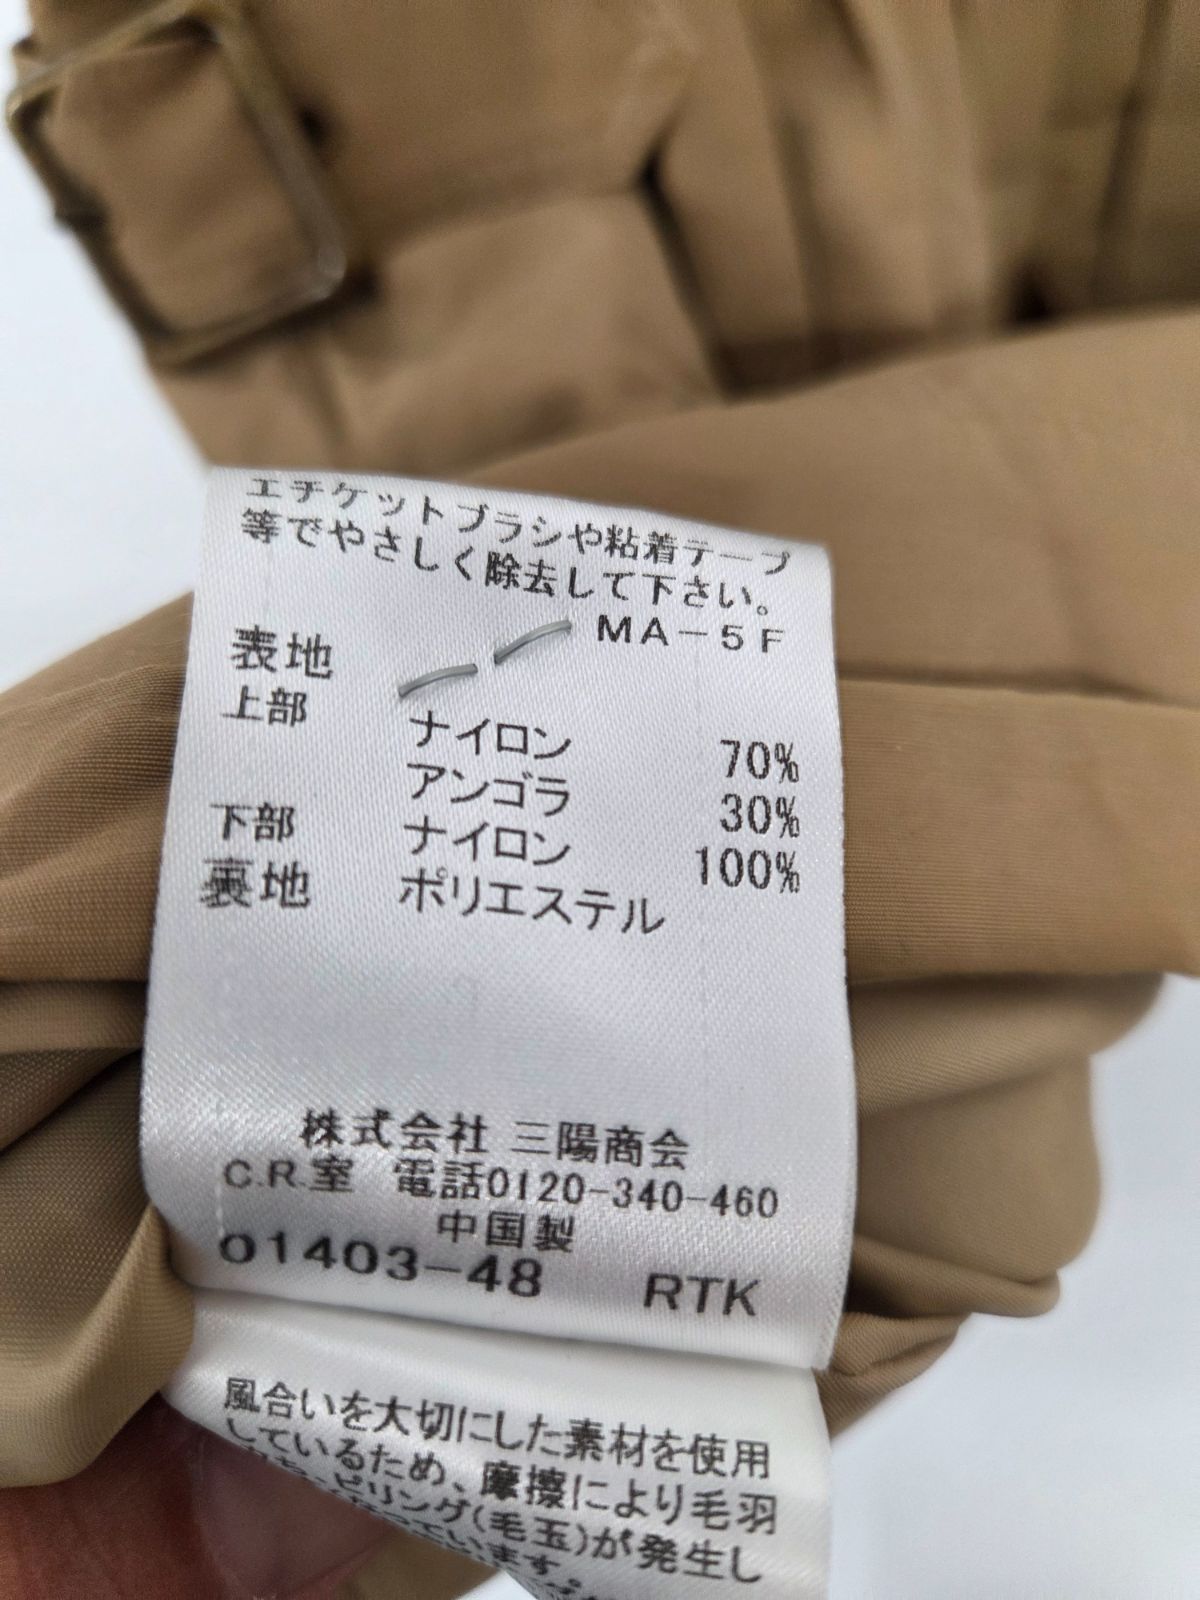 エチケットブラシや粘着テープ
等でやさしく除去して下さい。
MA-5F
表地
上部 ナイロン 70%
アンゴラ 30%
下部 ナイロン 100%
裏地 ポリエステル
株式会社 三陽商会
C.R.室 電話0120-340-460
中国製
01403-48 RTK
風合いを大切にした素材を使用
しているため、摩擦により毛羽
ピリング(毛玉)が発生し
います。